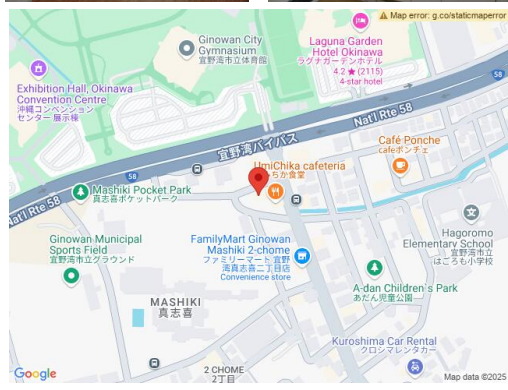 Map error: g.co/staticmaperror
Ginowan City
Gymnasium
宜野湾市立体育館
Laguna Garden
Hotel Okinawa
ラグナガーデンホテル
4.2 ★ (2115)
4-star hotel
Exhibition Hall, Okinawa
Convention Centre
沖縄コンベンション
センター 展示棟
58
Nat'l Rte 58
宜野湾バイパス
Café Ponche
cafeポンチェ
UmiChika cafeteria
ちか食堂
58
Mashiki Pocket Park
真志喜ポケットパーク
Nat'l Rte 58
Ginowan Municipal
Sports Field
宜野湾市立グラウンド
FamilyMart Ginowan
Mashiki 2-chome
ファミリーマート 宜野
湾真志喜二丁目店
Convenience store
Hagoromo
Elementary School
宜野湾市立
はごろも小学校
A-dan Children's Park
あだん児童公園
MASHIKI
真志喜
Kuroshima Car Rental
クロシマレンタカー
2 CHOME
2丁目
Google
Map data ©2025